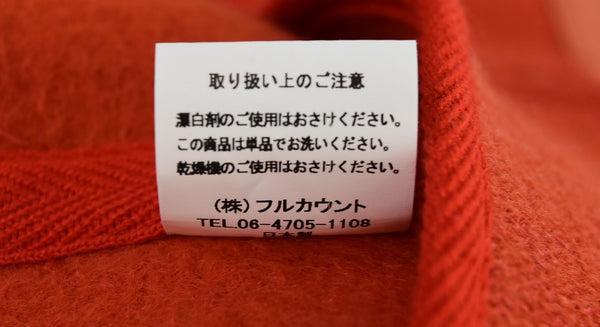 取り扱い上のご注意
漂白剤のご使用はおさけください。
この商品は単品でお洗いください。
乾燥機のご使用はおさけください。
(株)フルカウント
TEL.06-4705-1108
日本製